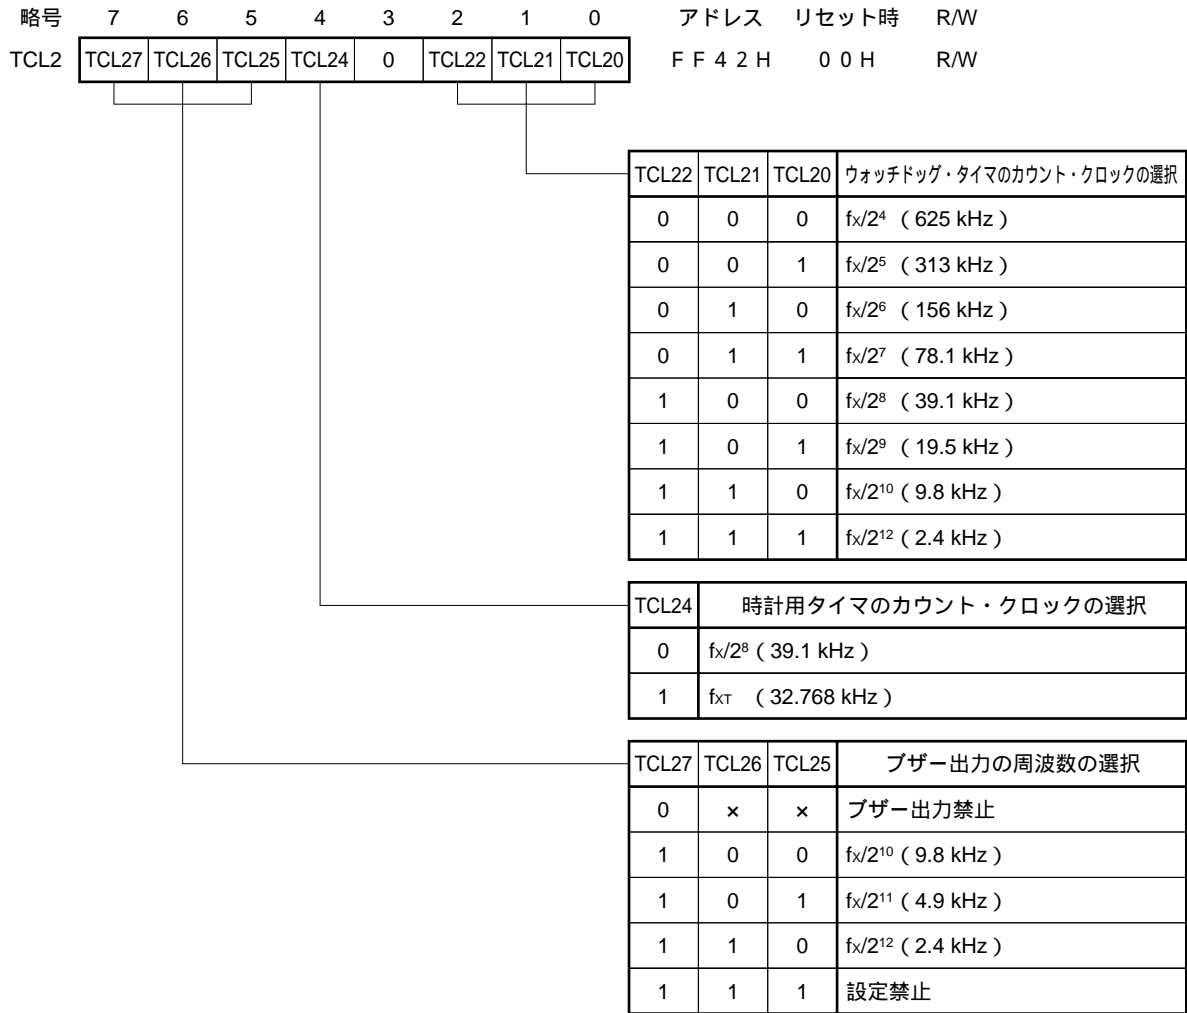 略号 7 6 5 4 3 2 1 0 アドレス リセット時 R/W
TCL2 TCL27 TCL26 TCL25 TCL24 0 TCL22 TCL21 TCL20 FF42H 00H R/W
TCL22 TCL21 TCL20 ウォッチドッグ・タイマのカウント・クロックの選択
0 0 0 fX/2⁴ (625 kHz)
0 0 1 fX/2⁵ (313 kHz)
0 1 0 fX/2⁶ (156 kHz)
0 1 1 fX/2⁷ (78.1 kHz)
1 0 0 fX/2⁸ (39.1 kHz)
1 0 1 fX/2⁹ (19.5 kHz)
1 1 0 fX/2¹⁰ (9.8 kHz)
1 1 1 fX/2¹² (2.4 kHz)
TCL24 時計用タイマのカウント・クロックの選択
0 fX/2⁸ (39.1 kHz)
1 fXT (32.768 kHz)
TCL27 TCL26 TCL25 ブザー出力の周波数の選択
0 × × ブザー出力禁止
1 0 0 fX/2¹⁰ (9.8 kHz)
1 0 1 fX/2¹¹ (4.9 kHz)
1 1 0 fX/2¹² (2.4 kHz)
1 1 1 設定禁止